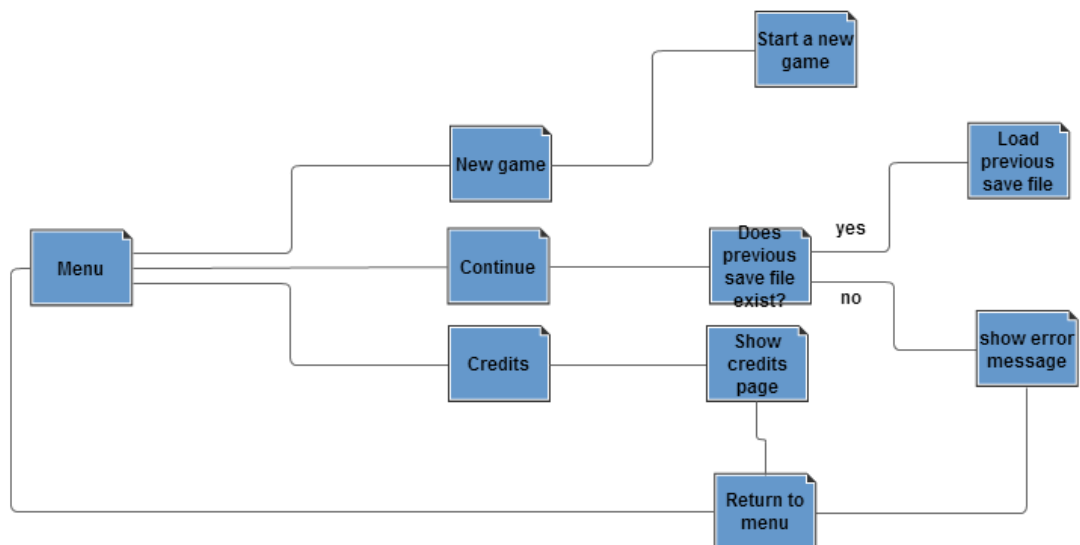 Start a new
game
New game
Load
previous
save file
Menu
Continue
Does
previous
save file
exist?
yes
no
Credits
Show
credits
page
show error
message
Return to
menu